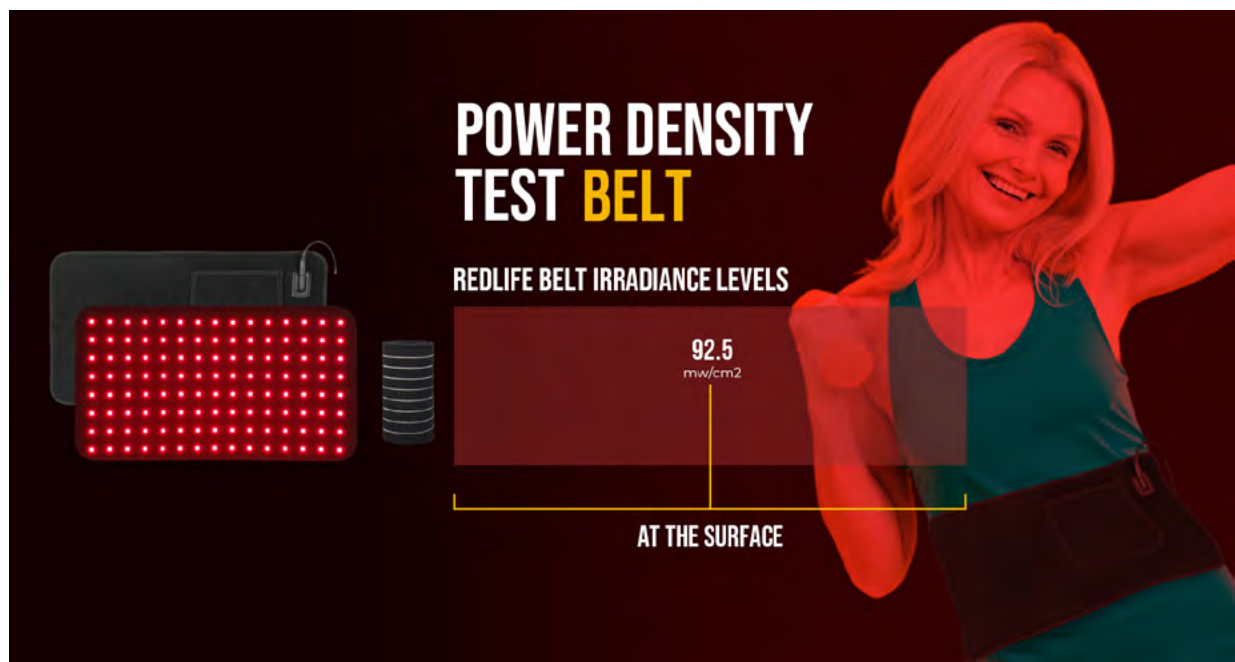 POWER DENSITY
TEST BELT
REDLIFE BELT IRRADIANCE LEVELS
92.5
mw/cm2
AT THE SURFACE